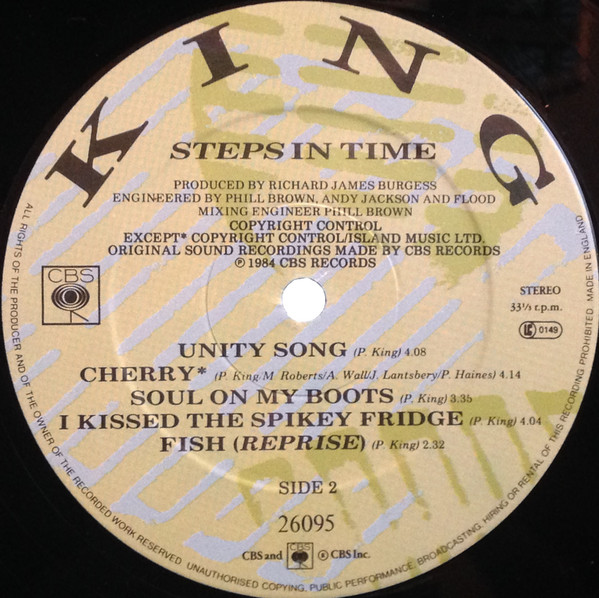 KING
STEPS IN TIME
PRODUCED BY RICHARD JAMES BURGESS
ENGINEERED BY PHILL BROWN, ANDY JACKSON AND FLOOD
MIXING ENGINEER PHILL BROWN
COPYRIGHT CONTROL
EXCEPT* COPYRIGHT CONTROL/ISLAND MUSIC LTD.
ORIGINAL SOUND RECORDINGS MADE BY CBS RECORDS
℗ 1984 CBS RECORDS
CBS
STEREO
33⅓ r.p.m.
LC 0149
UNITY SONG (P. King) 4.08
CHERRY* (P. King/M. Roberts/A. Wall/J. Lantsbery/P. Haines) 4.14
SOUL ON MY BOOTS (P. King) 3.35
I KISSED THE SPIKEY FRIDGE (P. King) 4.04
FISH (REPRISE) (P. King) 2.32
SIDE 2
26095
CBS and CBS ® CBS Inc.
ALL RIGHTS OF THE PRODUCER AND OF THE OWNER OF THE RECORDED WORK RESERVED. UNAUTHORISED COPYING, PUBLIC PERFORMANCE, BROADCASTING, HIRING OR RENTAL OF THIS RECORDING PROHIBITED. MADE IN ENGLAND